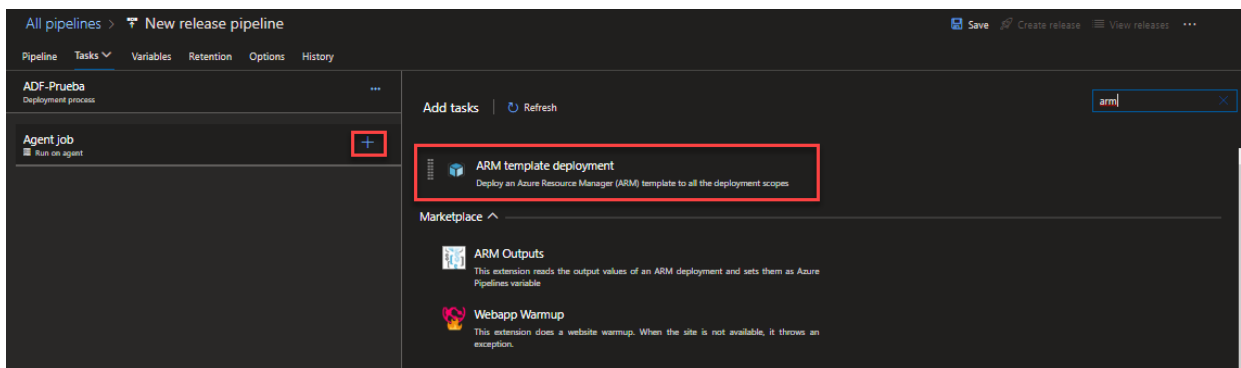 All pipelines > New release pipeline
Save Create release View releases ...
Pipeline Tasks Variables Retention Options History
ADF-Prueba
Deployment process
Add tasks | Refresh
arm
Agent job
Run on agent
ARM template deployment
Deploy an Azure Resource Manager (ARM) template to all the deployment scopes
Marketplace
ARM Outputs
This extension reads the output values of an ARM deployment and sets them as Azure
Pipelines variable
Webapp Warmup
This extension does a website warmup. When the site is not available, it throws an
exception.